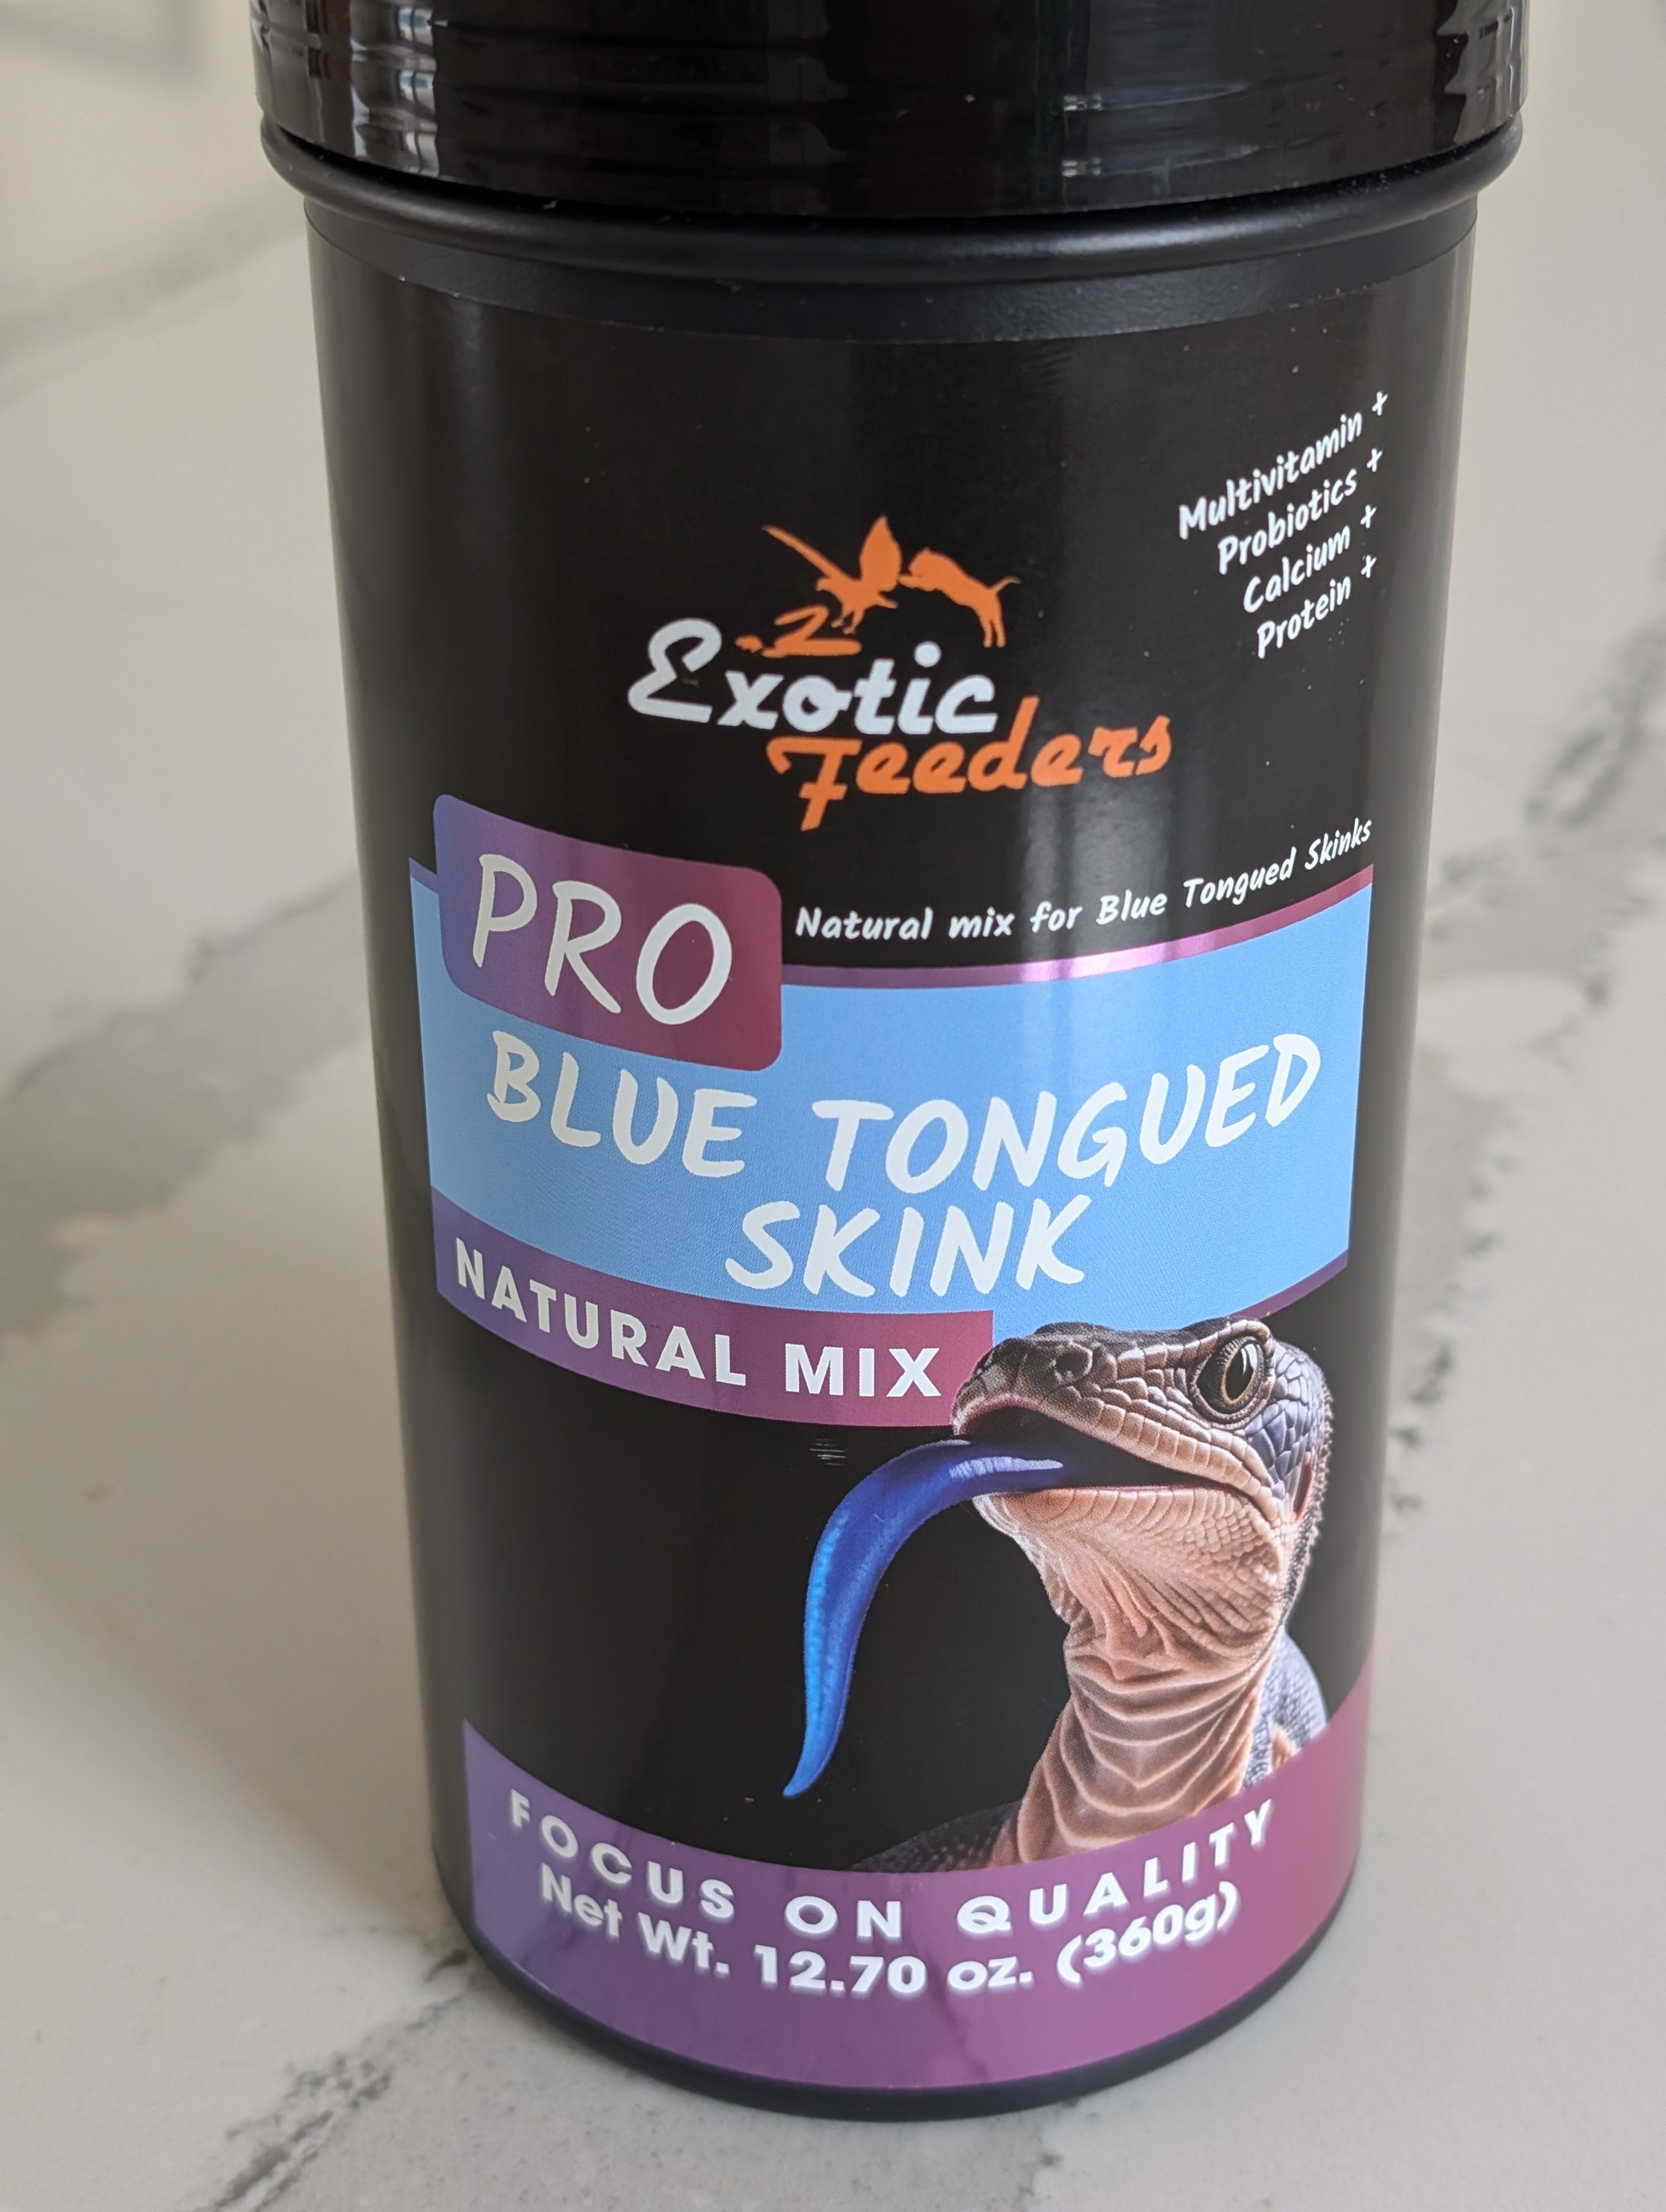 Multivitamin +
Probiotics +
Calcium +
Protein +
.2
Exotic
Feeders
PRO
Natural mix for Blue Tongued Skinks
BLUE TONGUED
SKINK
NATURAL MIX
FOCUS ON QUALITY
Net Wt. 12.70 oz. (360g)